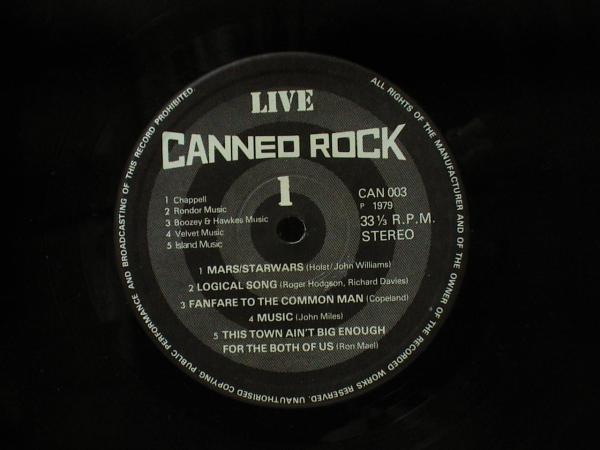 LIVE
CANNED ROCK
1
1 Chappell
2 Rondor Music
3 Boozey & Hawkes Music
4 Velvet Music
5 Island Music
CAN 003
P 1979
33⅓ R.P.M.
STEREO
1 MARS/STARWARS (Holst/John Williams)
2 LOGICAL SONG (Roger Hodgson, Richard Davies)
3 FANFARE TO THE COMMON MAN (Copeland)
4 MUSIC (John Miles)
5 THIS TOWN AIN'T BIG ENOUGH
FOR THE BOTH OF US (Ron Mael)
ALL RIGHTS OF THE MANUFACTURER AND OF THE OWNER OF THE RECORDED WORKS RESERVED. UNAUTHORISED COPYING PUBLIC PERFORMANCE AND BROADCASTING OF THIS RECORD PROHIBITED